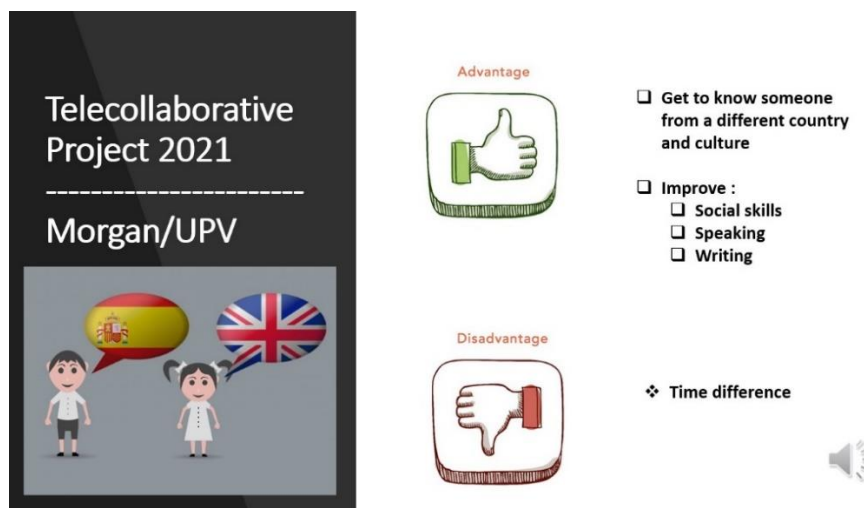 Telecollaborative
Project 2021
-----------------------
Morgan/UPV
Advantage
❑ Get to know someone
from a different country
and culture
❑ Improve :
❑ Social skills
❑ Speaking
❑ Writing
Disadvantage
❖ Time difference